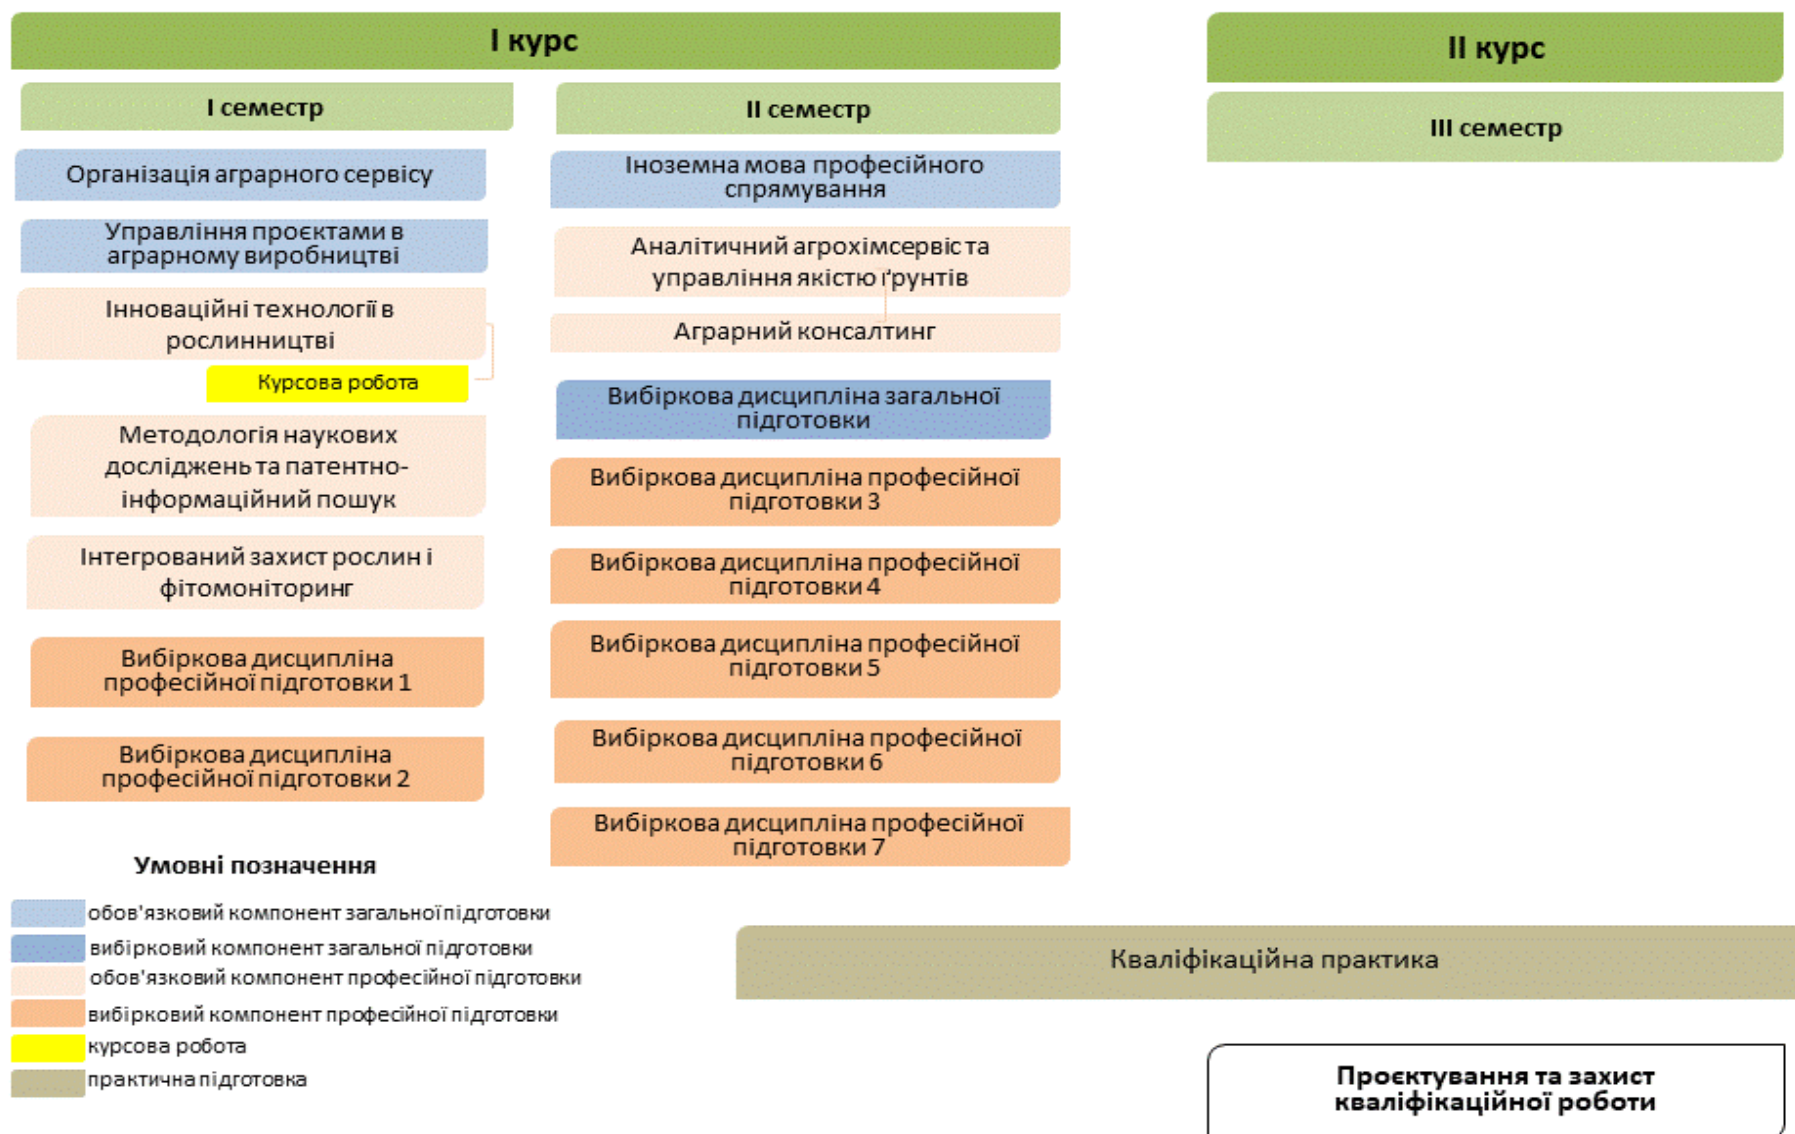 І курс
І семестр
Організація аграрного сервісу
Управління проєктами в
аграрному виробництві
Інноваційні технології в
рослинництві
Курсова робота
Методологія наукових
досліджень та патентно-
інформаційний пошук
Інтегрований захист рослин і
фітомоніторинг
Вибіркова дисципліна
професійної підготовки 1
Вибіркова дисципліна
професійної підготовки 2
ІІ семестр
Іноземна мова професійного
спрямування
Аналітичний агрохімсервіс та
управління якістю ґрунтів
Аграрний консалтинг
Вибіркова дисципліна загальної
підготовки
Вибіркова дисципліна професійної
підготовки 3
Вибіркова дисципліна професійної
підготовки 4
Вибіркова дисципліна професійної
підготовки 5
Вибіркова дисципліна професійної
підготовки 6
Вибіркова дисципліна професійної
підготовки 7
ІІ курс
ІІІ семестр
Кваліфікаційна практика
Проєктування та захист
кваліфікаційної роботи
Умовні позначення
обов'язковий компонент загальної підготовки
вибірковий компонент загальної підготовки
обов'язковий компонент професійної підготовки
вибірковий компонент професійної підготовки
курсова робота
практична підготовка